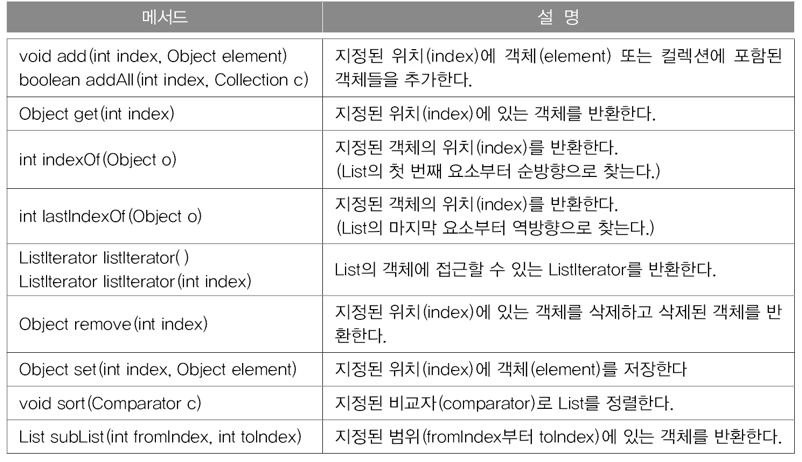 메서드 설 명
void add(int index, Object element)
boolean addAll(int index, Collection c)
지정된 위치(index)에 객체(element) 또는 컬렉션에 포함된
객체들을 추가한다.
Object get(int index)
지정된 위치(index)에 있는 객체를 반환한다.
int indexOf(Object o)
지정된 객체의 위치(index)를 반환한다.
(List의 첫 번째 요소부터 순방향으로 찾는다.)
int lastIndexOf(Object o)
지정된 객체의 위치(index)를 반환한다.
(List의 마지막 요소부터 역방향으로 찾는다.)
ListIterator listIterator( )
ListIterator listIterator(int index)
List의 객체에 접근할 수 있는 ListIterator를 반환한다.
Object remove(int index)
지정된 위치(index)에 있는 객체를 삭제하고 삭제된 객체를 반
환한다.
Object set(int index, Object element)
지정된 위치(index)에 객체(element)를 저장한다
void sort(Comparator c)
지정된 비교자(comparator)로 List를 정렬한다.
List subList(int fromIndex, int toIndex)
지정된 범위(fromIndex부터 toIndex)에 있는 객체를 반환한다.